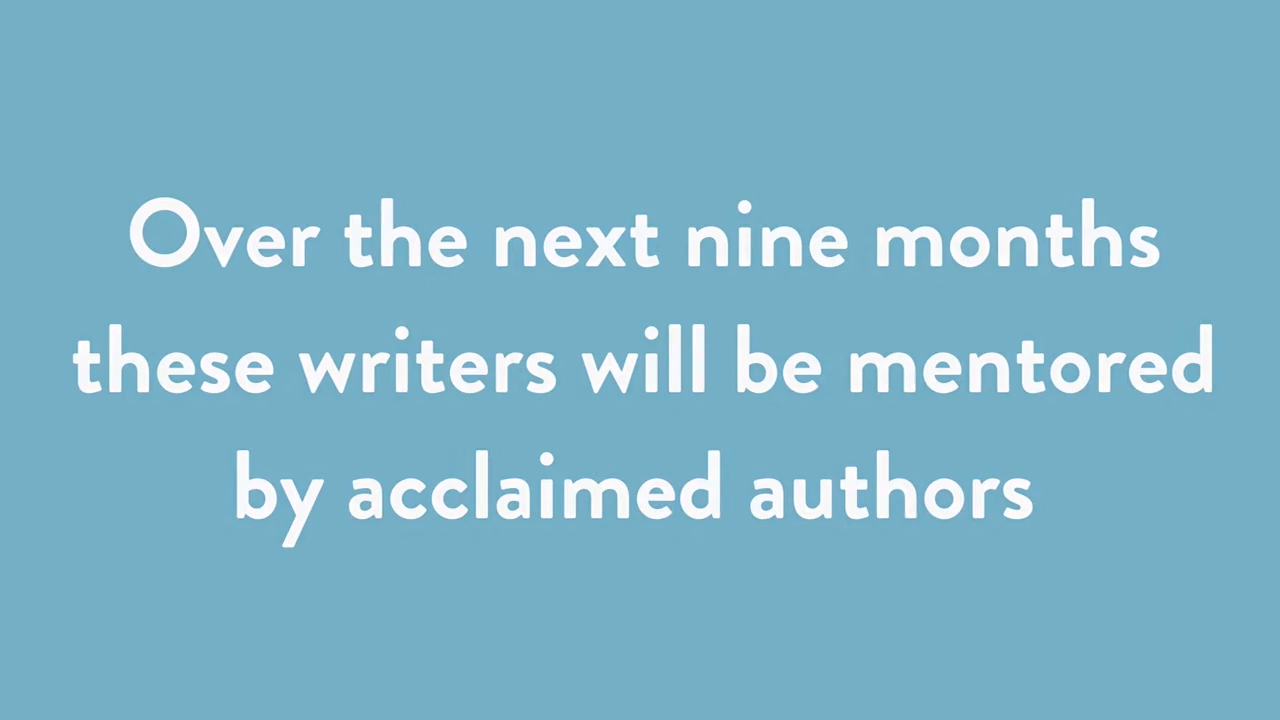 Over the next nine months
these writers will be mentored
by acclaimed authors